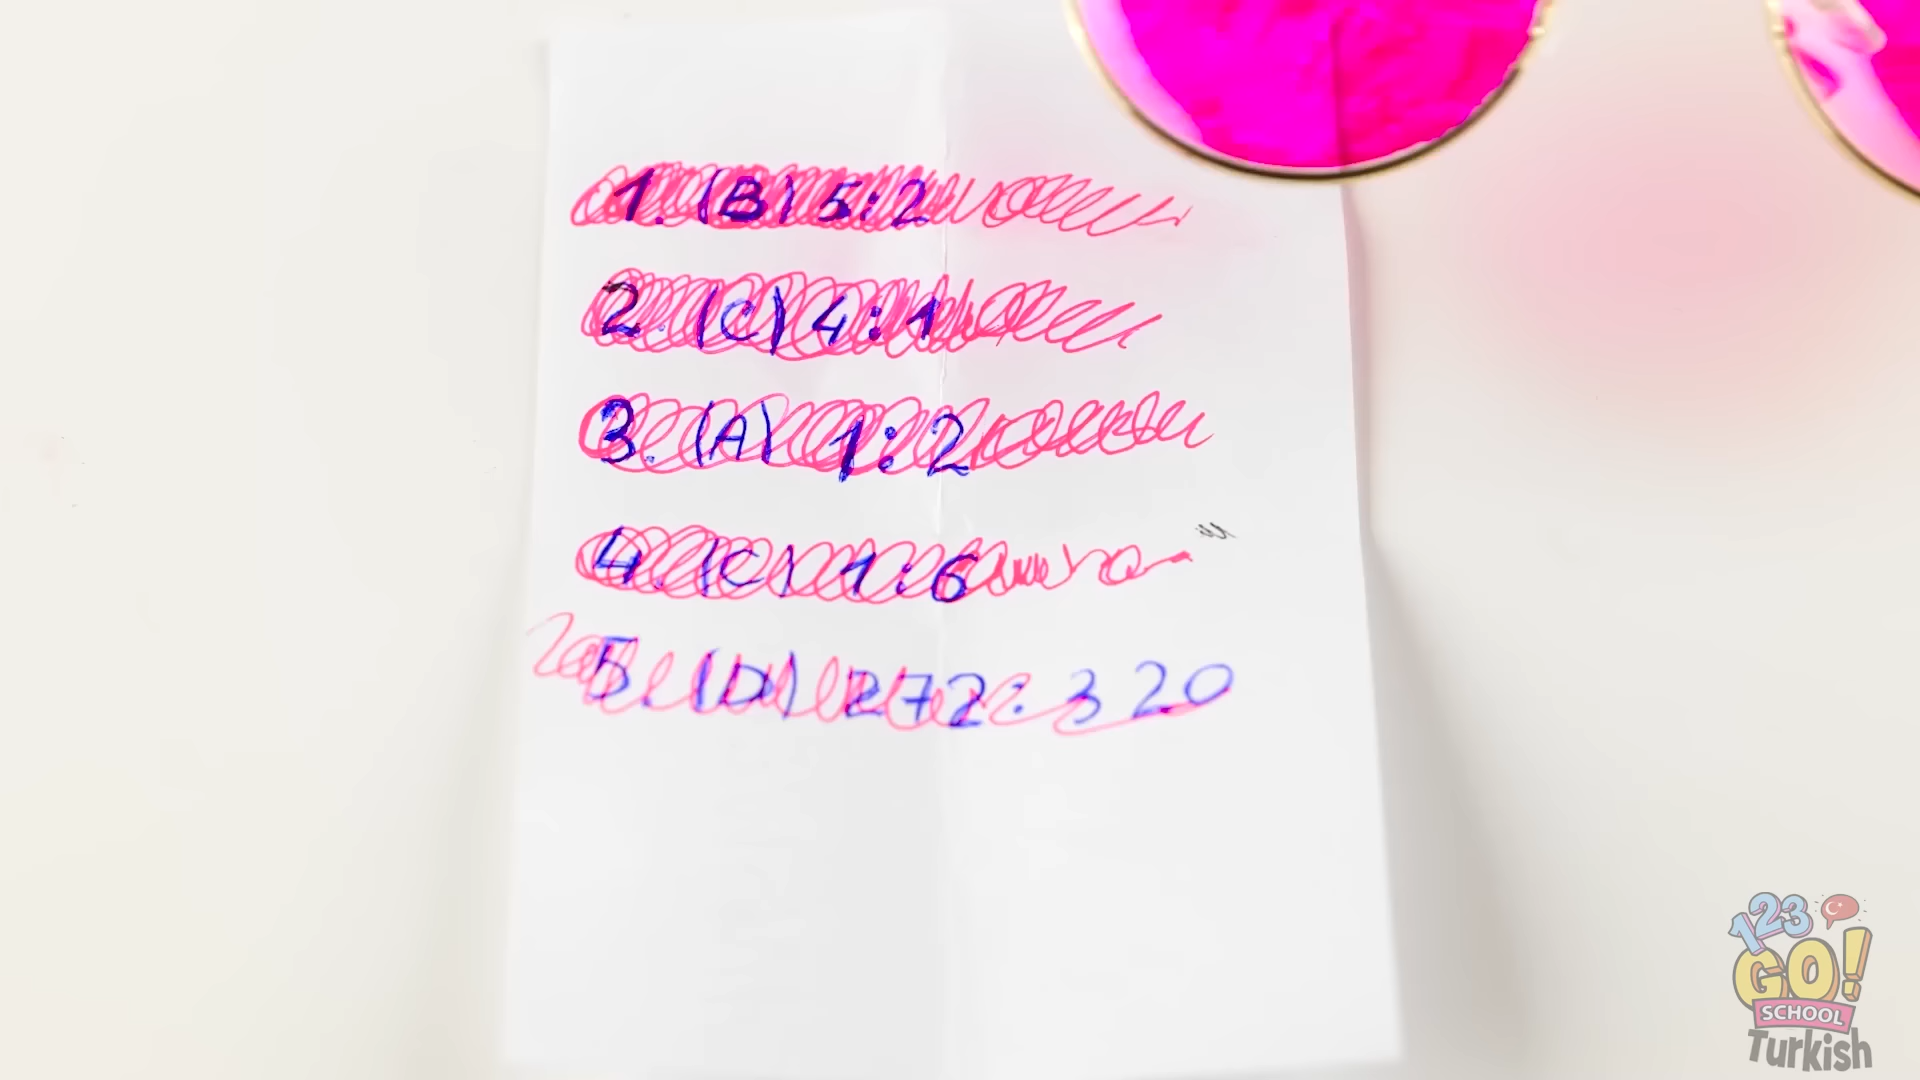 1. (B) 5:2
2. (C) 4:1
3. (A) 1:2
4. (C) 1:6
5. (D) 272:320
123
GO!
SCHOOL
Turkish